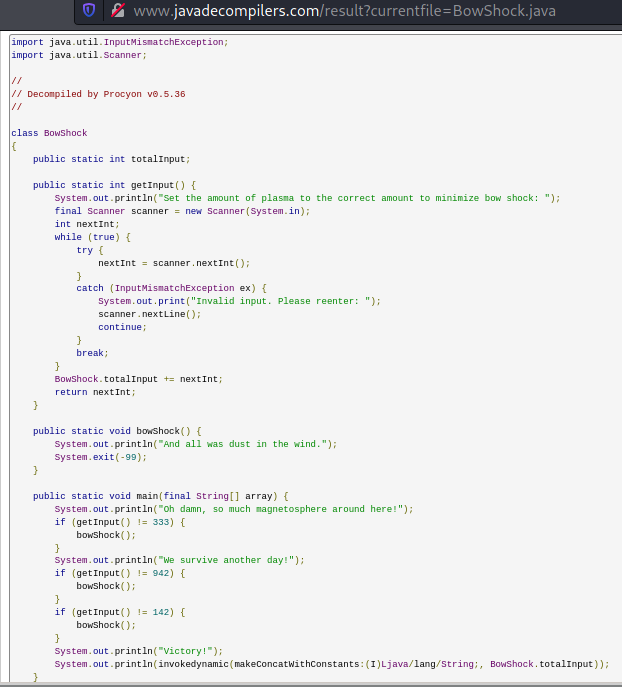 www.javadecompilers.com/result?currentfile=BowShock.java
import java.util.InputMismatchException;
import java.util.Scanner;
//
// Decompiled by Procyon v0.5.36
//
class BowShock
{
public static int totalInput;
public static int getInput() {
System.out.println("Set the amount of plasma to the correct amount to minimize bow shock: ");
final Scanner scanner = new Scanner(System.in);
int nextInt;
while (true) {
try {
nextInt = scanner.nextInt();
}
catch (InputMismatchException ex) {
System.out.print("Invalid input. Please reenter: ");
scanner.nextLine();
continue;
}
break;
}
BowShock.totalInput += nextInt;
return nextInt;
}
public static void bowShock() {
System.out.println("And all was dust in the wind.");
System.exit(-99);
}
public static void main(final String[] array) {
System.out.println("Oh damn, so much magnetosphere around here!");
if (getInput() != 333) {
bowShock();
}
System.out.println("We survive another day!");
if (getInput() != 942) {
bowShock();
}
if (getInput() != 142) {
bowShock();
}
System.out.println("Victory!");
System.out.println(invokedynamic(makeConcatWithConstants:(I)Ljava/lang/String;, BowShock.totalInput));
}